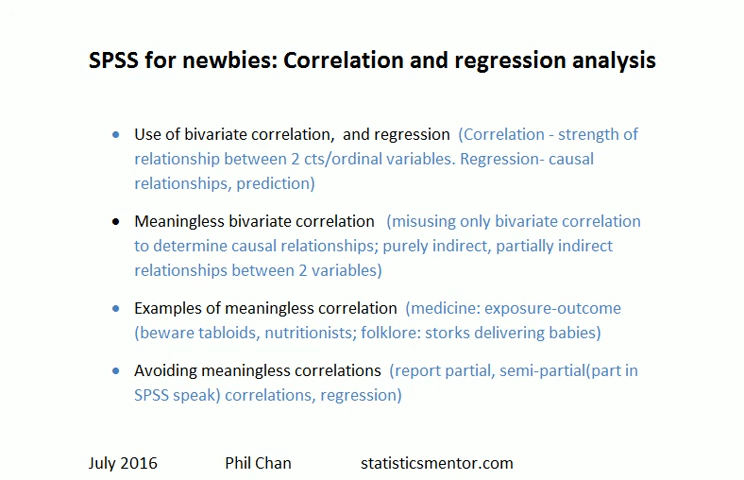 SPSS for newbies: Correlation and regression analysis
• Use of bivariate correlation, and regression (Correlation - strength of
relationship between 2 cts/ordinal variables. Regression- causal
relationships, prediction)
• Meaningless bivariate correlation (misusing only bivariate correlation
to determine causal relationships; purely indirect, partially indirect
relationships between 2 variables)
• Examples of meaningless correlation (medicine: exposure-outcome
(beware tabloids, nutritionists; folklore: storks delivering babies)
• Avoiding meaningless correlations (report partial, semi-partial(part in
SPSS speak) correlations, regression)
July 2016 Phil Chan statisticsmentor.com